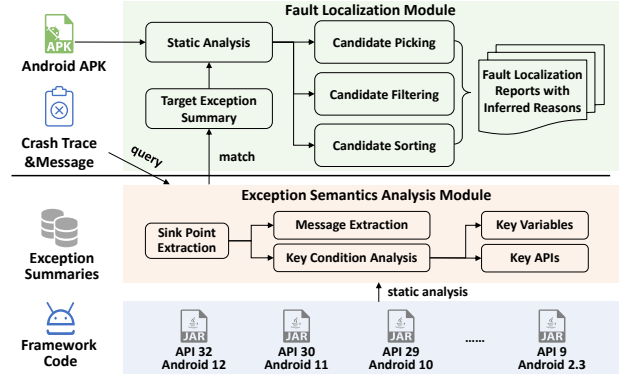 Fault Localization Module
APK
Android APK
Static Analysis
Candidate Picking
Target Exception
Summary
Candidate Filtering
Candidate Sorting
Fault Localization
Reports with
Inferred Reasons
Crash Trace
&Message
query
match
Exception Semantics Analysis Module
Exception
Summaries
Sink Point
Extraction
Message Extraction
Key Condition Analysis
Key Variables
Key APIs
static analysis
Framework
Code
JAR
API 32
Android 12
JAR
API 30
Android 11
JAR
API 29
Android 10
......
JAR
API 9
Android 2.3